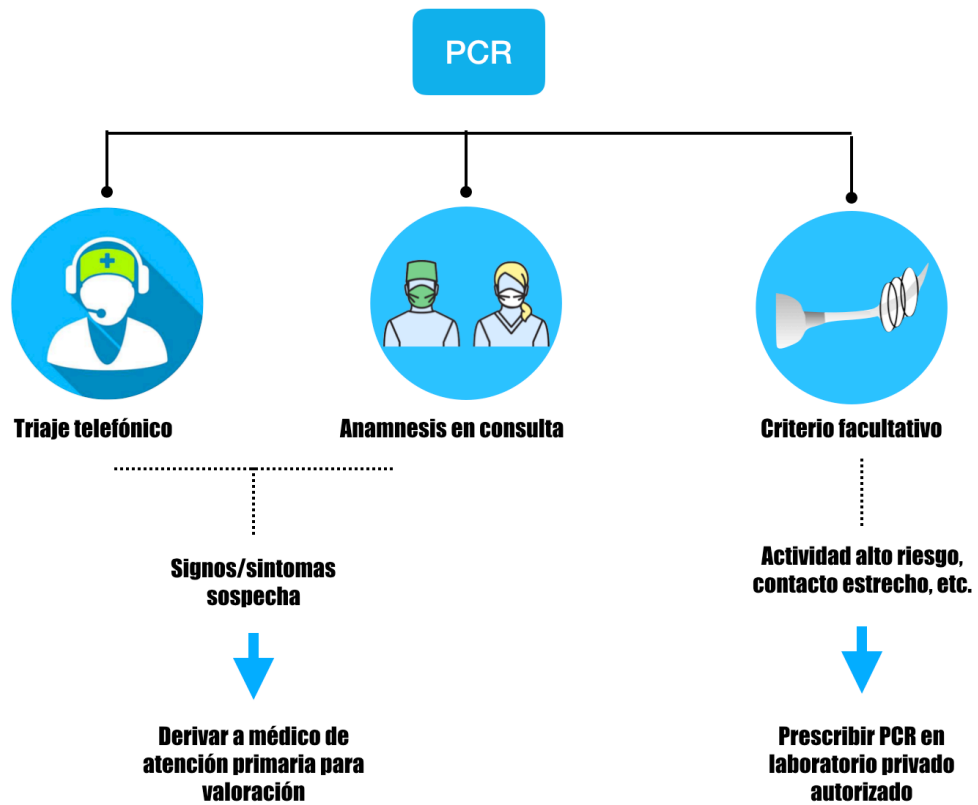 PCR
Triaje telefónico
Anamnesis en consulta
Criterio facultativo
Signos/sintomas
sospecha
Actividad alto riesgo,
contacto estrecho, etc.
Derivar a médico de
atención primaria para
valoración
Prescribir PCR en
laboratorio privado
autorizado